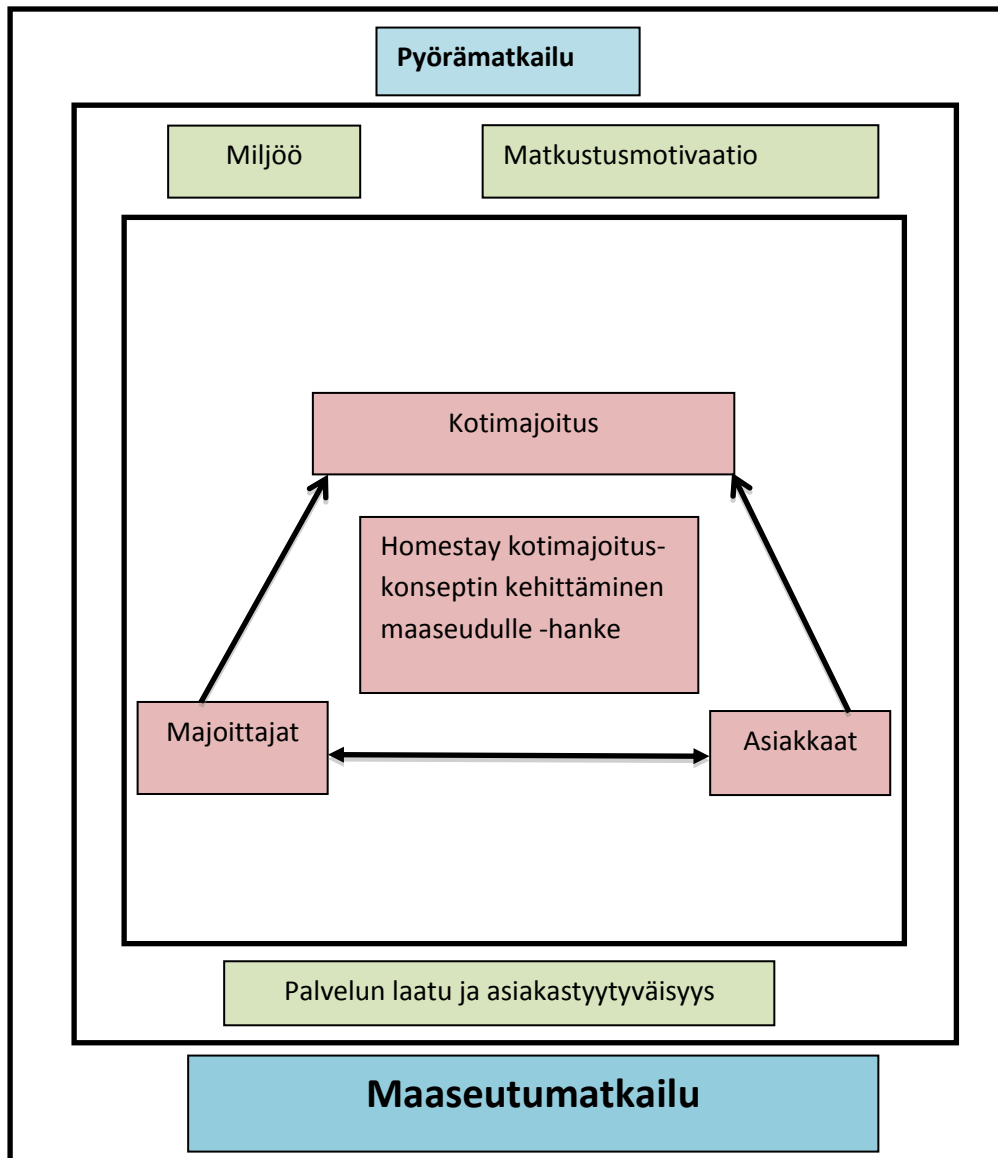 Pyörämatkailu
Miljöö
Matkustusmotivaatio
Kotimajoitus
Homestay kotimajoitus-
konseptin kehittäminen
maaseudulle -hanke
Majoittajat
Asiakkaat
Palvelun laatu ja asiakastyytyväisyys
Maaseutumatkailu